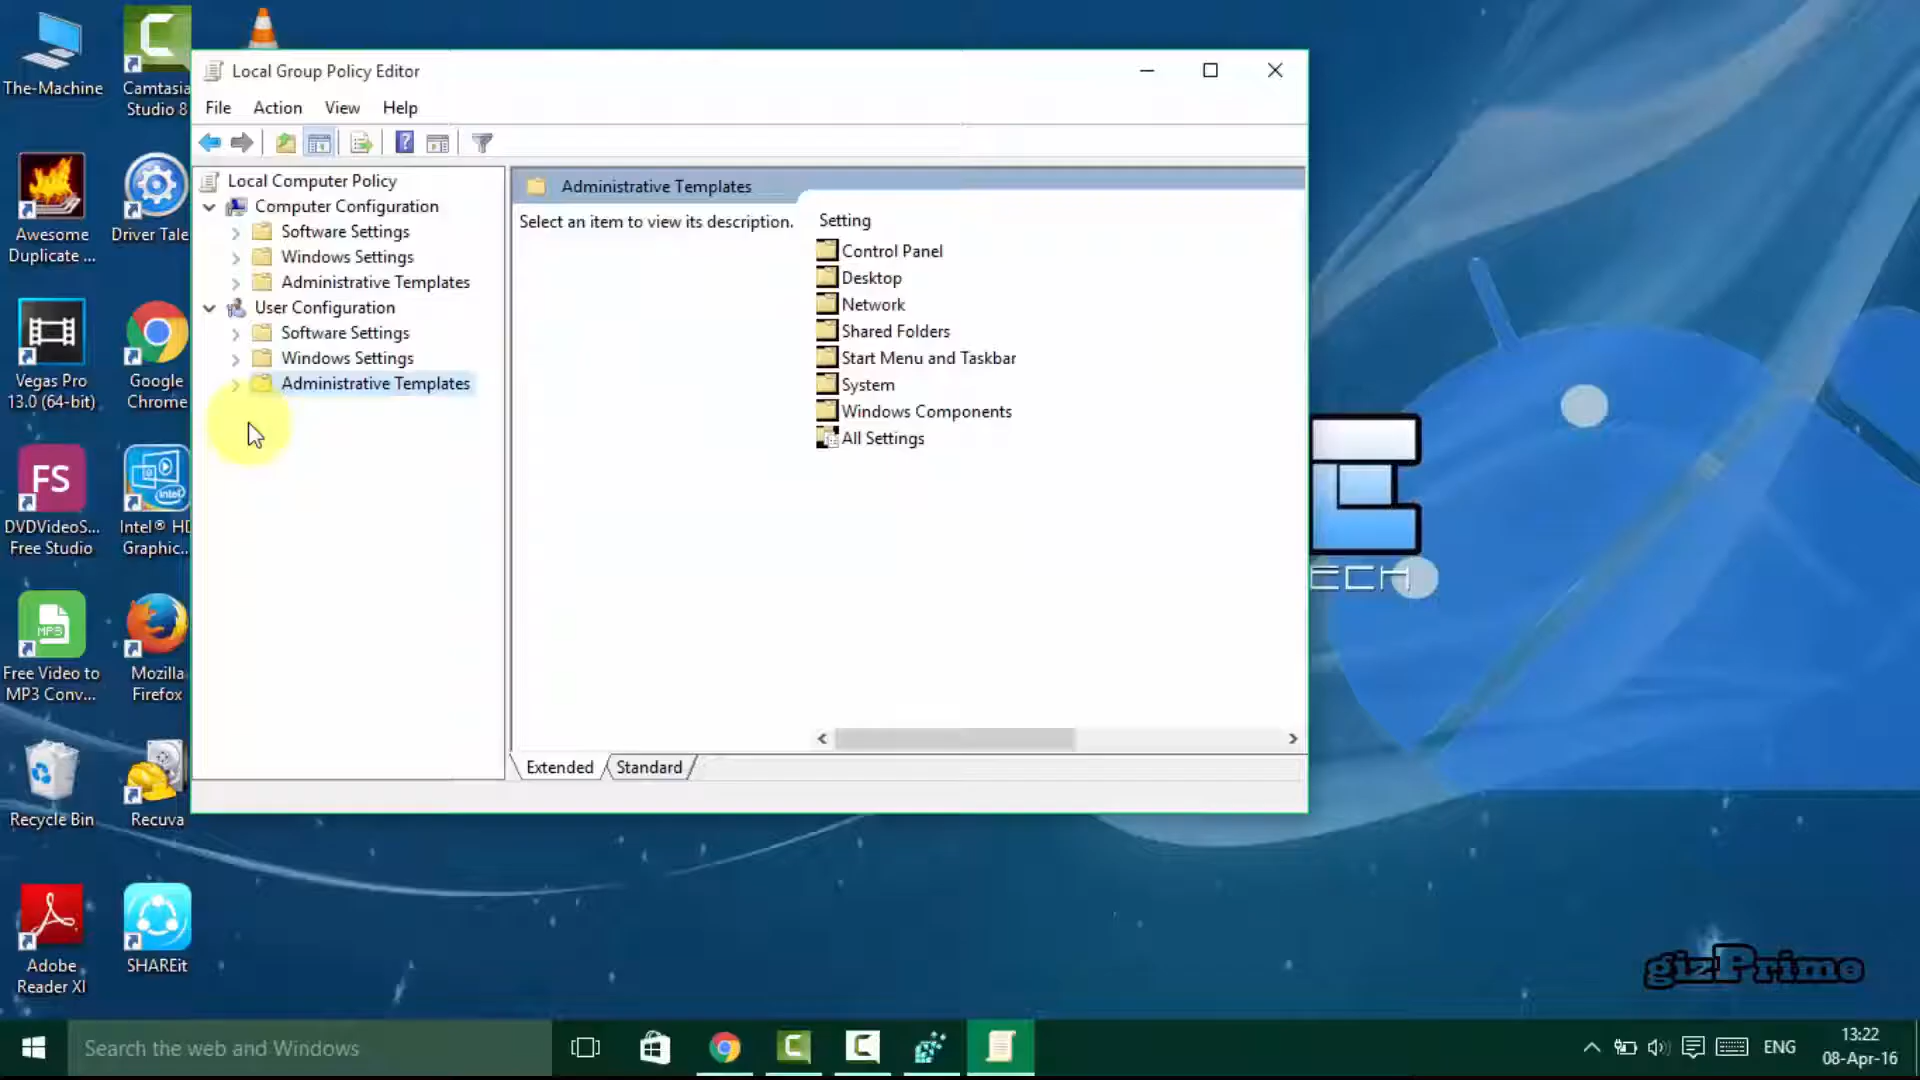 The-Machine
Camtasia
Studio 8
Awesome
Duplicate ...
Driver Tale
Vegas Pro
13.0 (64-bit)
Google
Chrome
FS
DVDVideoS...
Free Studio
intel
Intel® HD
Graphic...
MP3
Free Video to
MP3 Conv...
Mozilla
Firefox
Recycle Bin
Recuva
Adobe
Reader XI
SHAREit
Local Group Policy Editor
File Action View Help
Local Computer Policy
Computer Configuration
Software Settings
Windows Settings
Administrative Templates
User Configuration
Software Settings
Windows Settings
Administrative Templates
Administrative Templates
Select an item to view its description.
Setting
Control Panel
Desktop
Network
Shared Folders
Start Menu and Taskbar
System
Windows Components
All Settings
Extended Standard
ECH
gizPrimo
Search the web and Windows
ENG
13:22
08-Apr-16